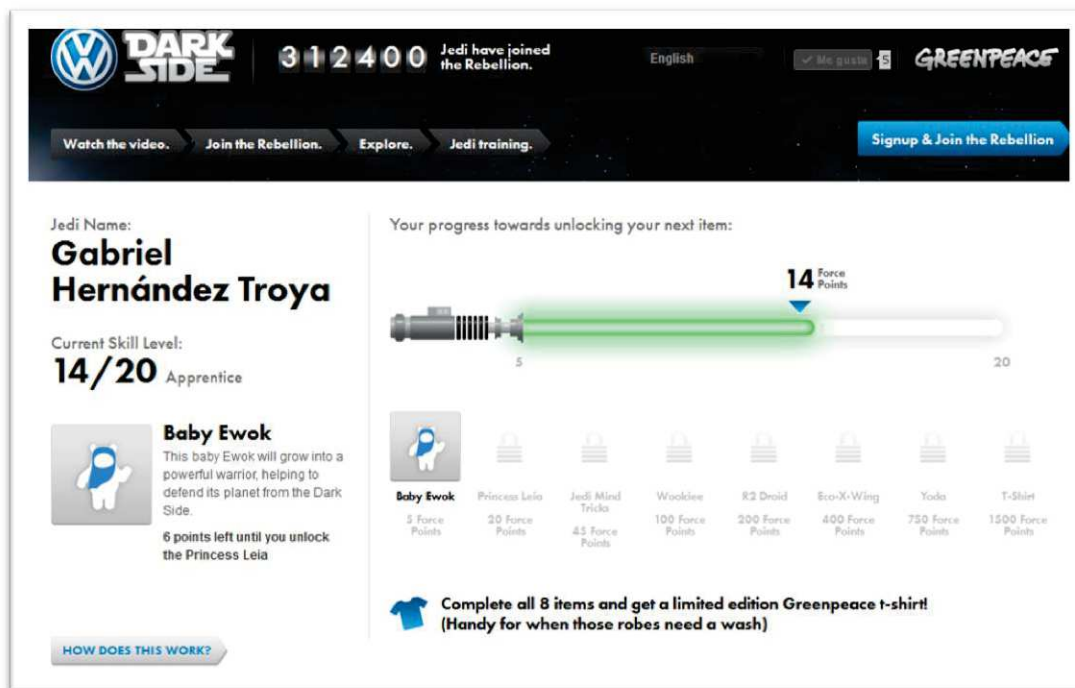 DARK SIDE
312400 Jedi have joined the Rebellion.
English
Me gusta 5
GREENPEACE
Watch the video. Join the Rebellion. Explore. Jedi training.
Signup & Join the Rebellion
Jedi Name:
Gabriel
Hernández Troya
Current Skill Level:
14/20 Apprentice
Baby Ewok
This baby Ewok will grow into a
powerful warrior, helping to
defend its planet from the Dark
Side.
6 points left until you unlock
the Princess Leia
HOW DOES THIS WORK?
Your progress towards unlocking your next item:
14 Force Points
5 20
Baby Ewok
5 Force
Points
Princess Leia
20 Force
Points
Jedi Mind
Tricks
45 Force
Points
Wookiee
100 Force
Points
R2 Droid
200 Force
Points
Eco-X-Wing
400 Force
Points
Yoda
750 Force
Points
T-Shirt
1500 Force
Points
Complete all 8 items and get a limited edition Greenpeace t-shirt!
(Handy for when those robes need a wash)